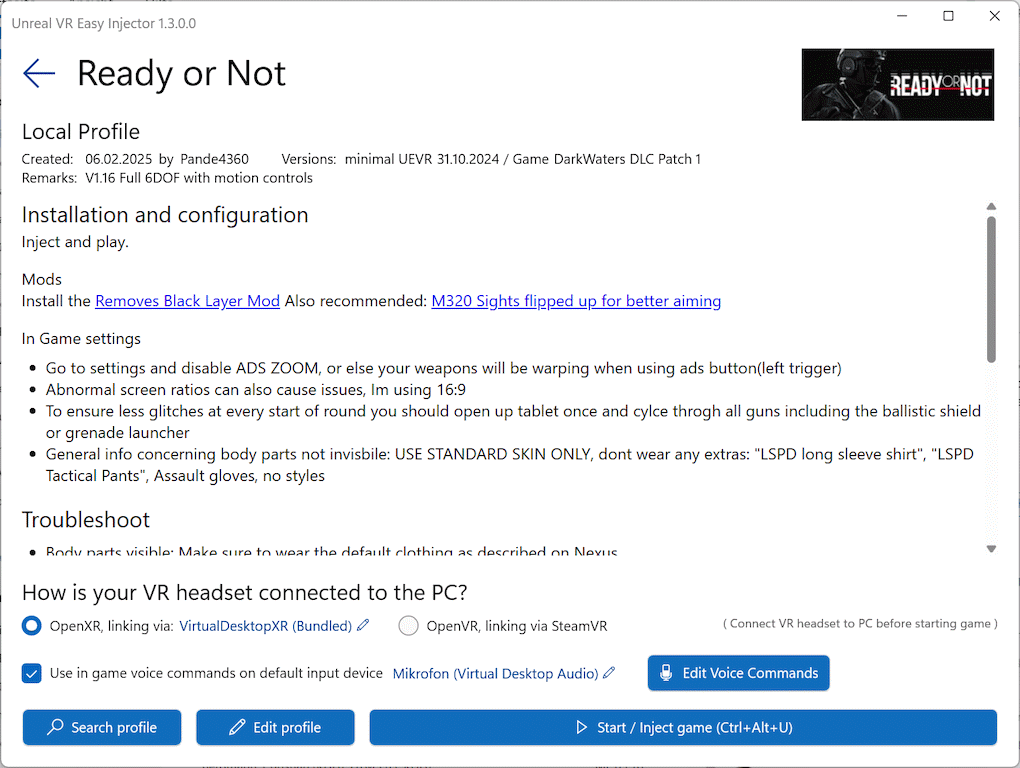 Unreal VR Easy Injector 1.3.0.0
Ready or Not
READY OR NOT
Local Profile
Created: 06.02.2025 by Pande4360 Versions: minimal UEVR 31.10.2024 / Game DarkWaters DLC Patch 1
Remarks: V1.16 Full 6DOF with motion controls
Installation and configuration
Inject and play.
Mods
Install the Removes Black Layer Mod Also recommended: M320 Sights flipped up for better aiming
In Game settings
• Go to settings and disable ADS ZOOM, or else your weapons will be warping when using ads button(left trigger)
• Abnormal screen ratios can also cause issues, Im using 16:9
• To ensure less glitches at every start of round you should open up tablet once and cylce throgh all guns including the ballistic shield
or grenade launcher
• General info concerning body parts not invisbile: USE STANDARD SKIN ONLY, dont wear any extras: "LSPD long sleeve shirt", "LSPD
Tactical Pants", Assault gloves, no styles
Troubleshoot
• Body parts visible: Make sure to wear the default clothing as described on Nexus
How is your VR headset connected to the PC?
OpenXR, linking via: VirtualDesktopXR (Bundled) OpenVR, linking via SteamVR ( Connect VR headset to PC before starting game )
Use in game voice commands on default input device Mikrofon (Virtual Desktop Audio) Edit Voice Commands
Search profile Edit profile Start / Inject game (Ctrl+Alt+U)